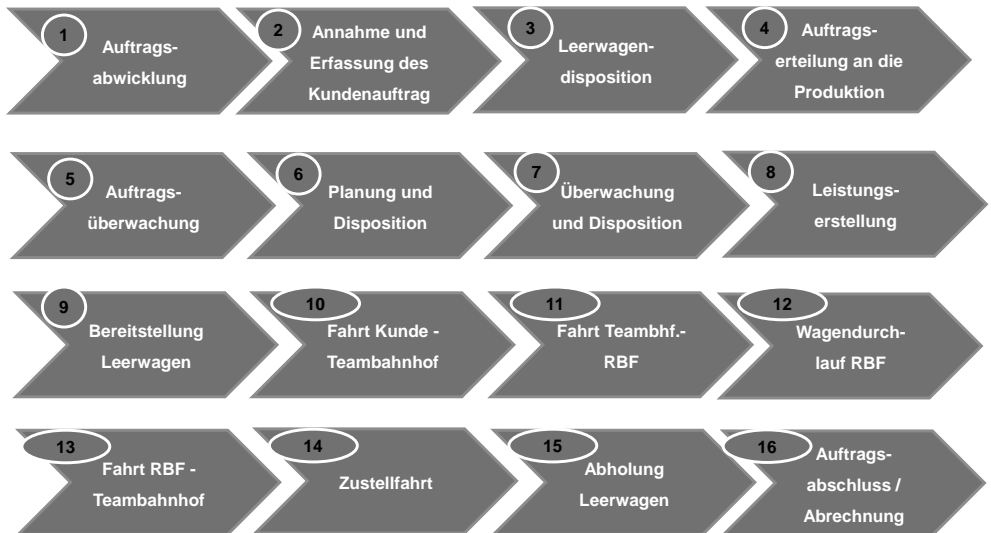 1
Auftrags-
abwicklung
2
Annahme und
Erfassung des
Kundenauftrag
3
Leerwagen-
disposition
4
Auftrags-
erteilung an die
Produktion
5
Auftrags-
überwachung
6
Planung und
Disposition
7
Überwachung
und Disposition
8
Leistungs-
erstellung
9
Bereitstellung
Leerwagen
10
Fahrt Kunde -
Teambahnhof
11
Fahrt Teambhf.-
RBF
12
Wagendurch-
lauf RBF
13
Fahrt RBF -
Teambahnhof
14
Zustellfahrt
15
Abholung
Leerwagen
16
Auftrags-
abschluss /
Abrechnung